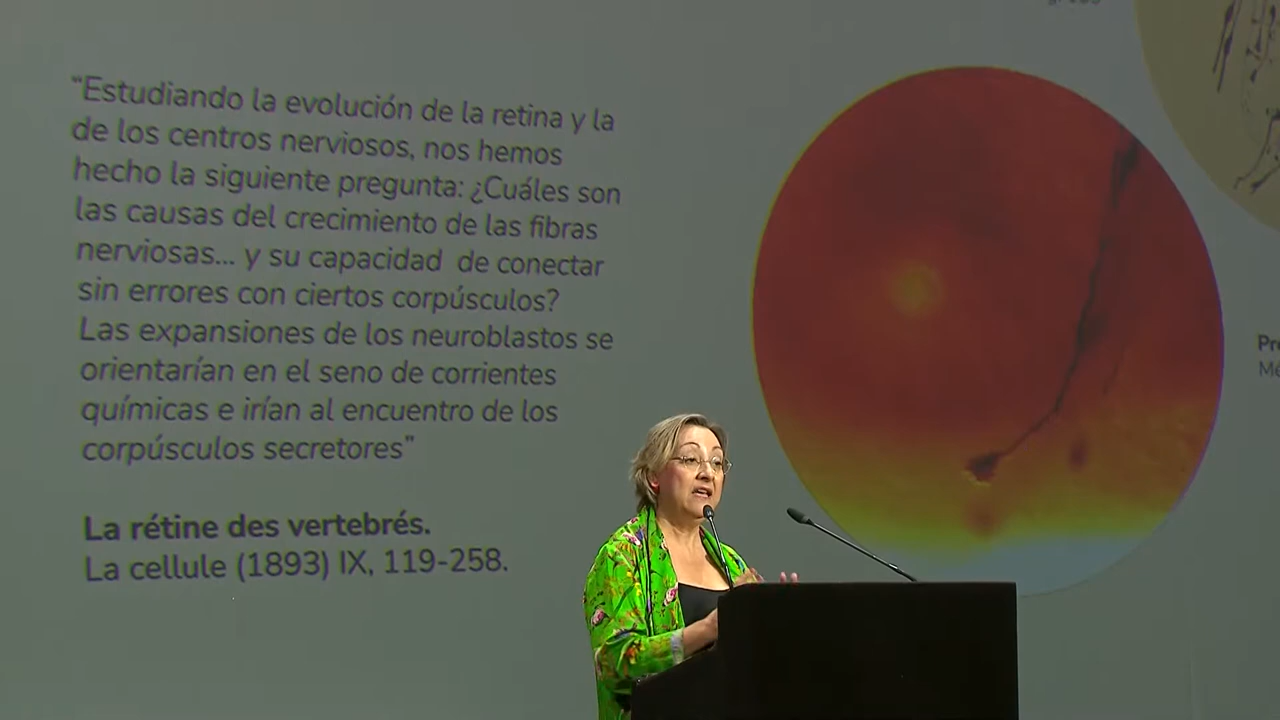 “Estudiando la evolución de la retina y la
de los centros nerviosos, nos hemos
hecho la siguiente pregunta: ¿Cuáles son
las causas del crecimiento de las fibras
nerviosas... y su capacidad de conectar
sin errores con ciertos corpúsculos?
Las expansiones de los neuroblastos se
orientarían en el seno de corrientes
químicas e irían al encuentro de los
corpúsculos secretores”
La rétine des vertebrés.
La cellule (1893) IX, 119-258.